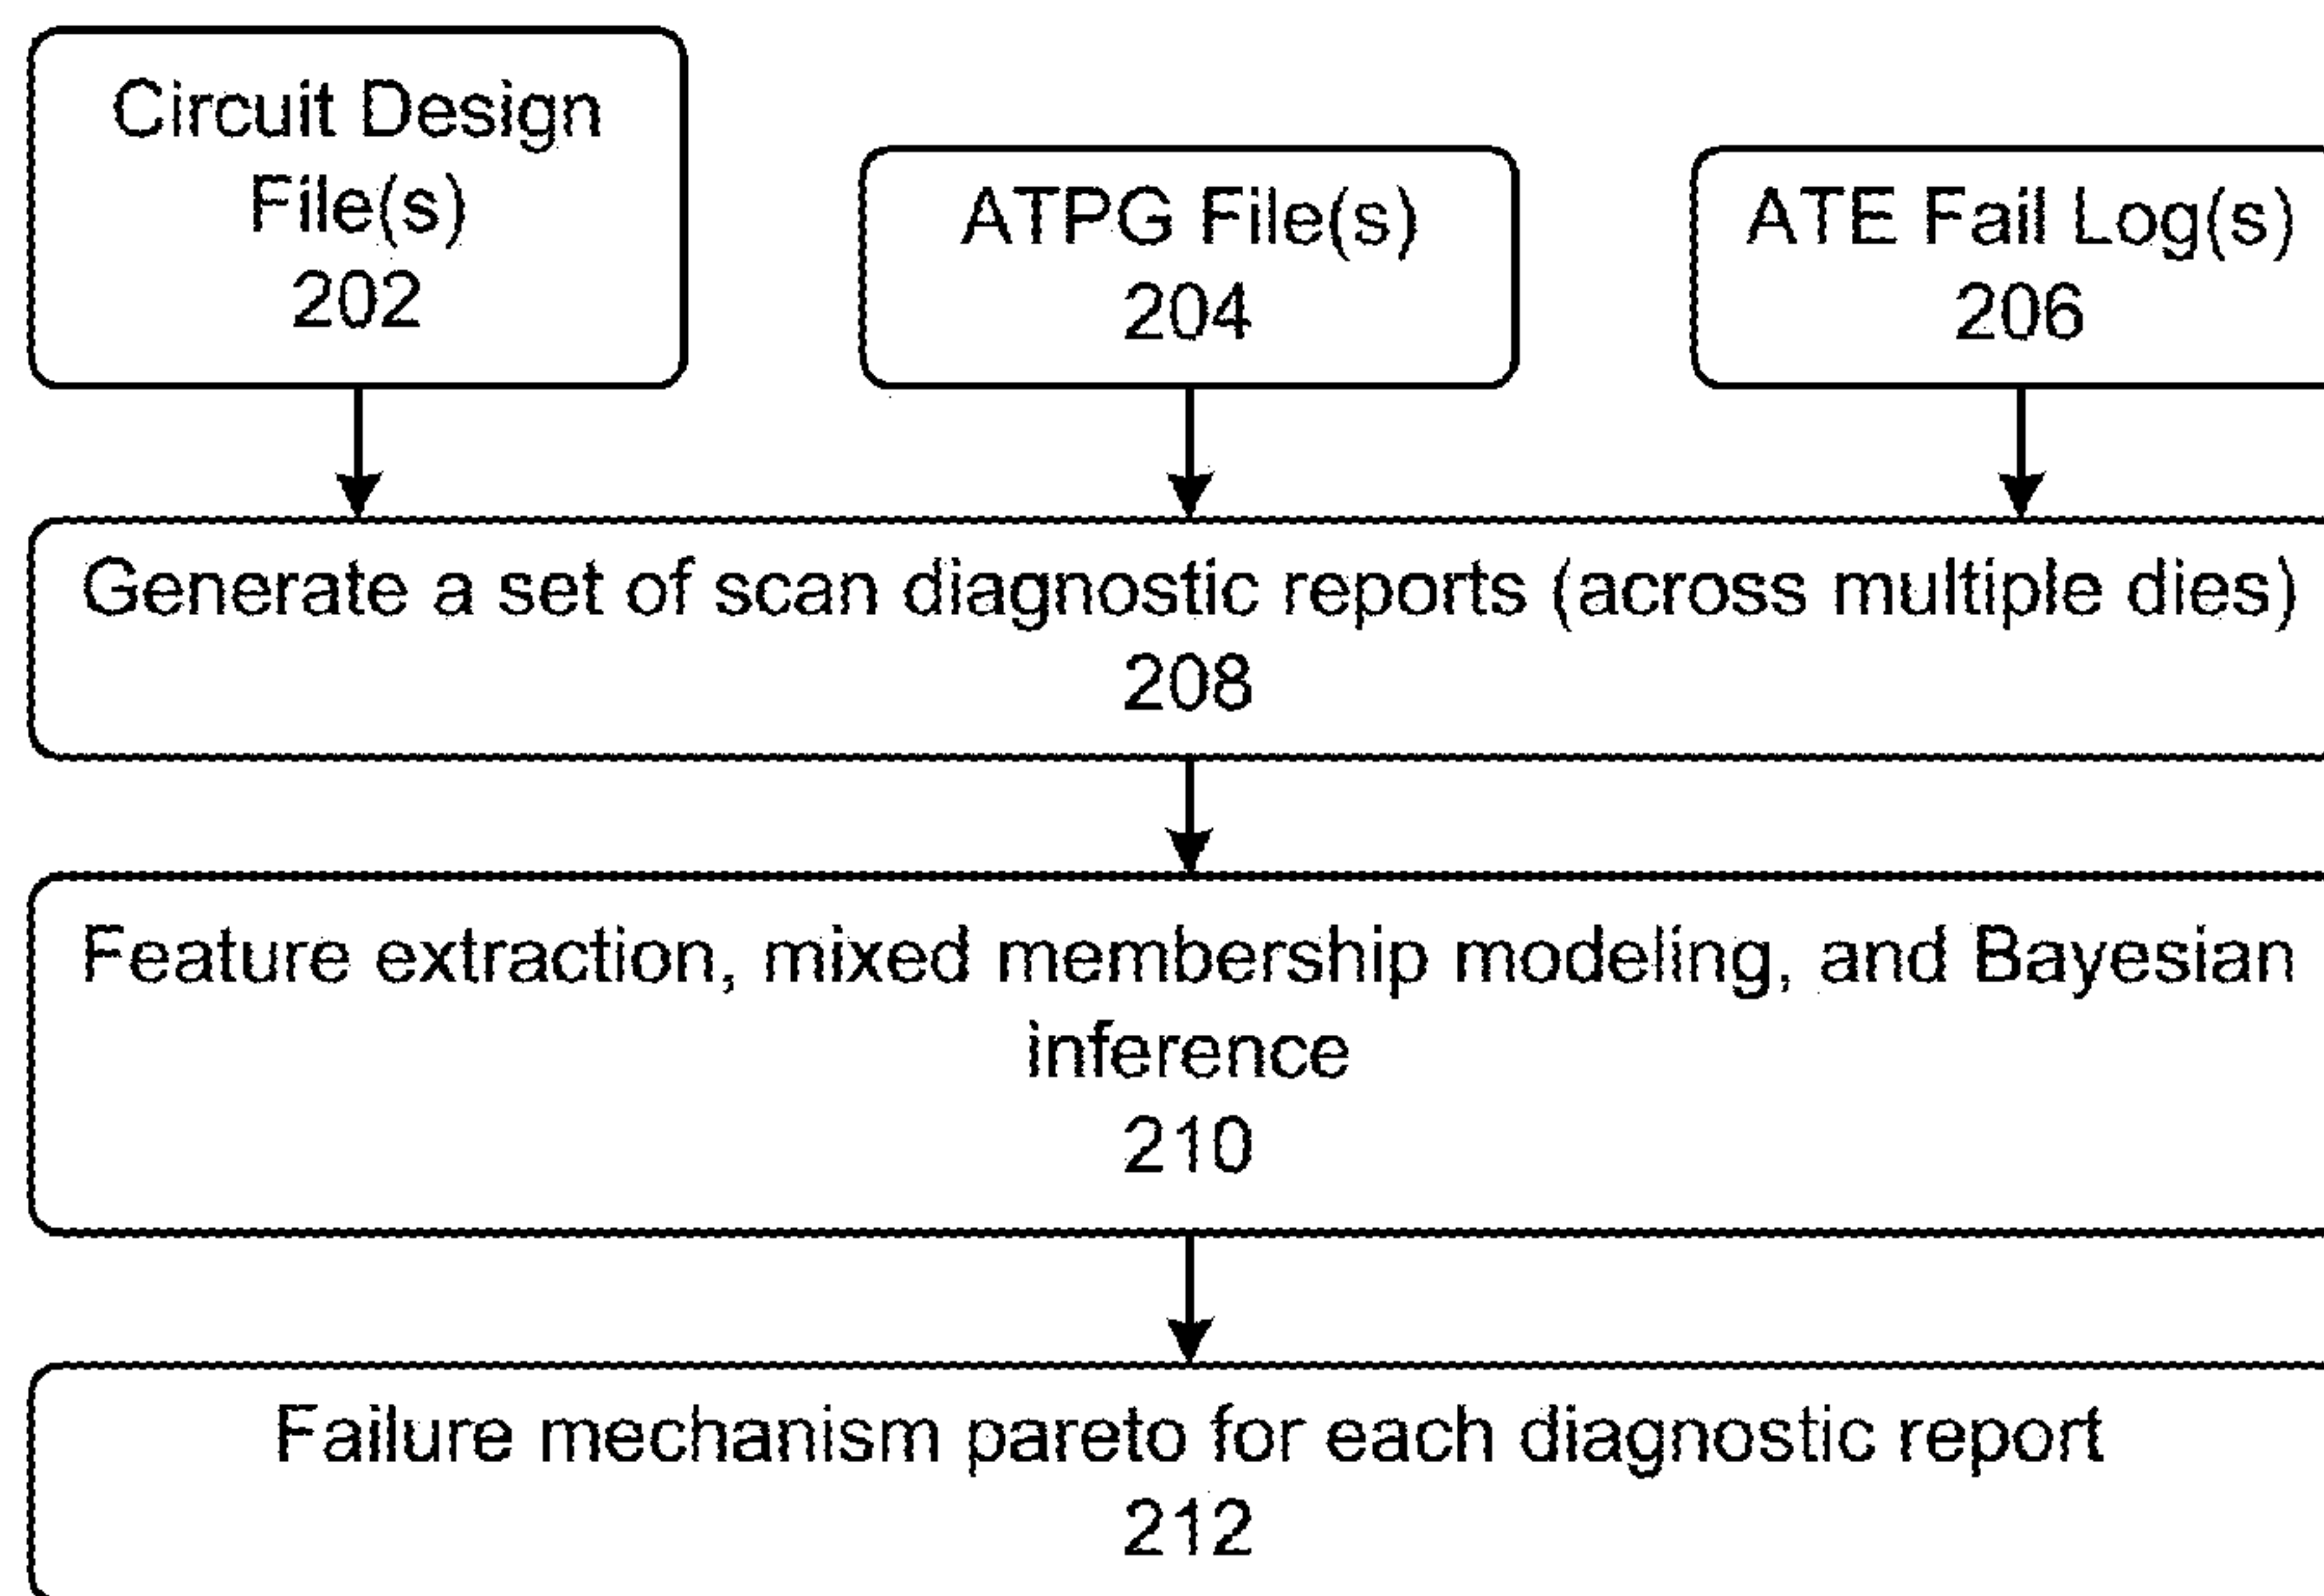 Circuit Design
File(s)
202
ATPG File(s)
204
ATE Fail Log(s)
206
Generate a set of scan diagnostic reports (across multiple dies)
208
Feature extraction, mixed membership modeling, and Bayesian
inference
210
Failure mechanism pareto for each diagnostic report
212